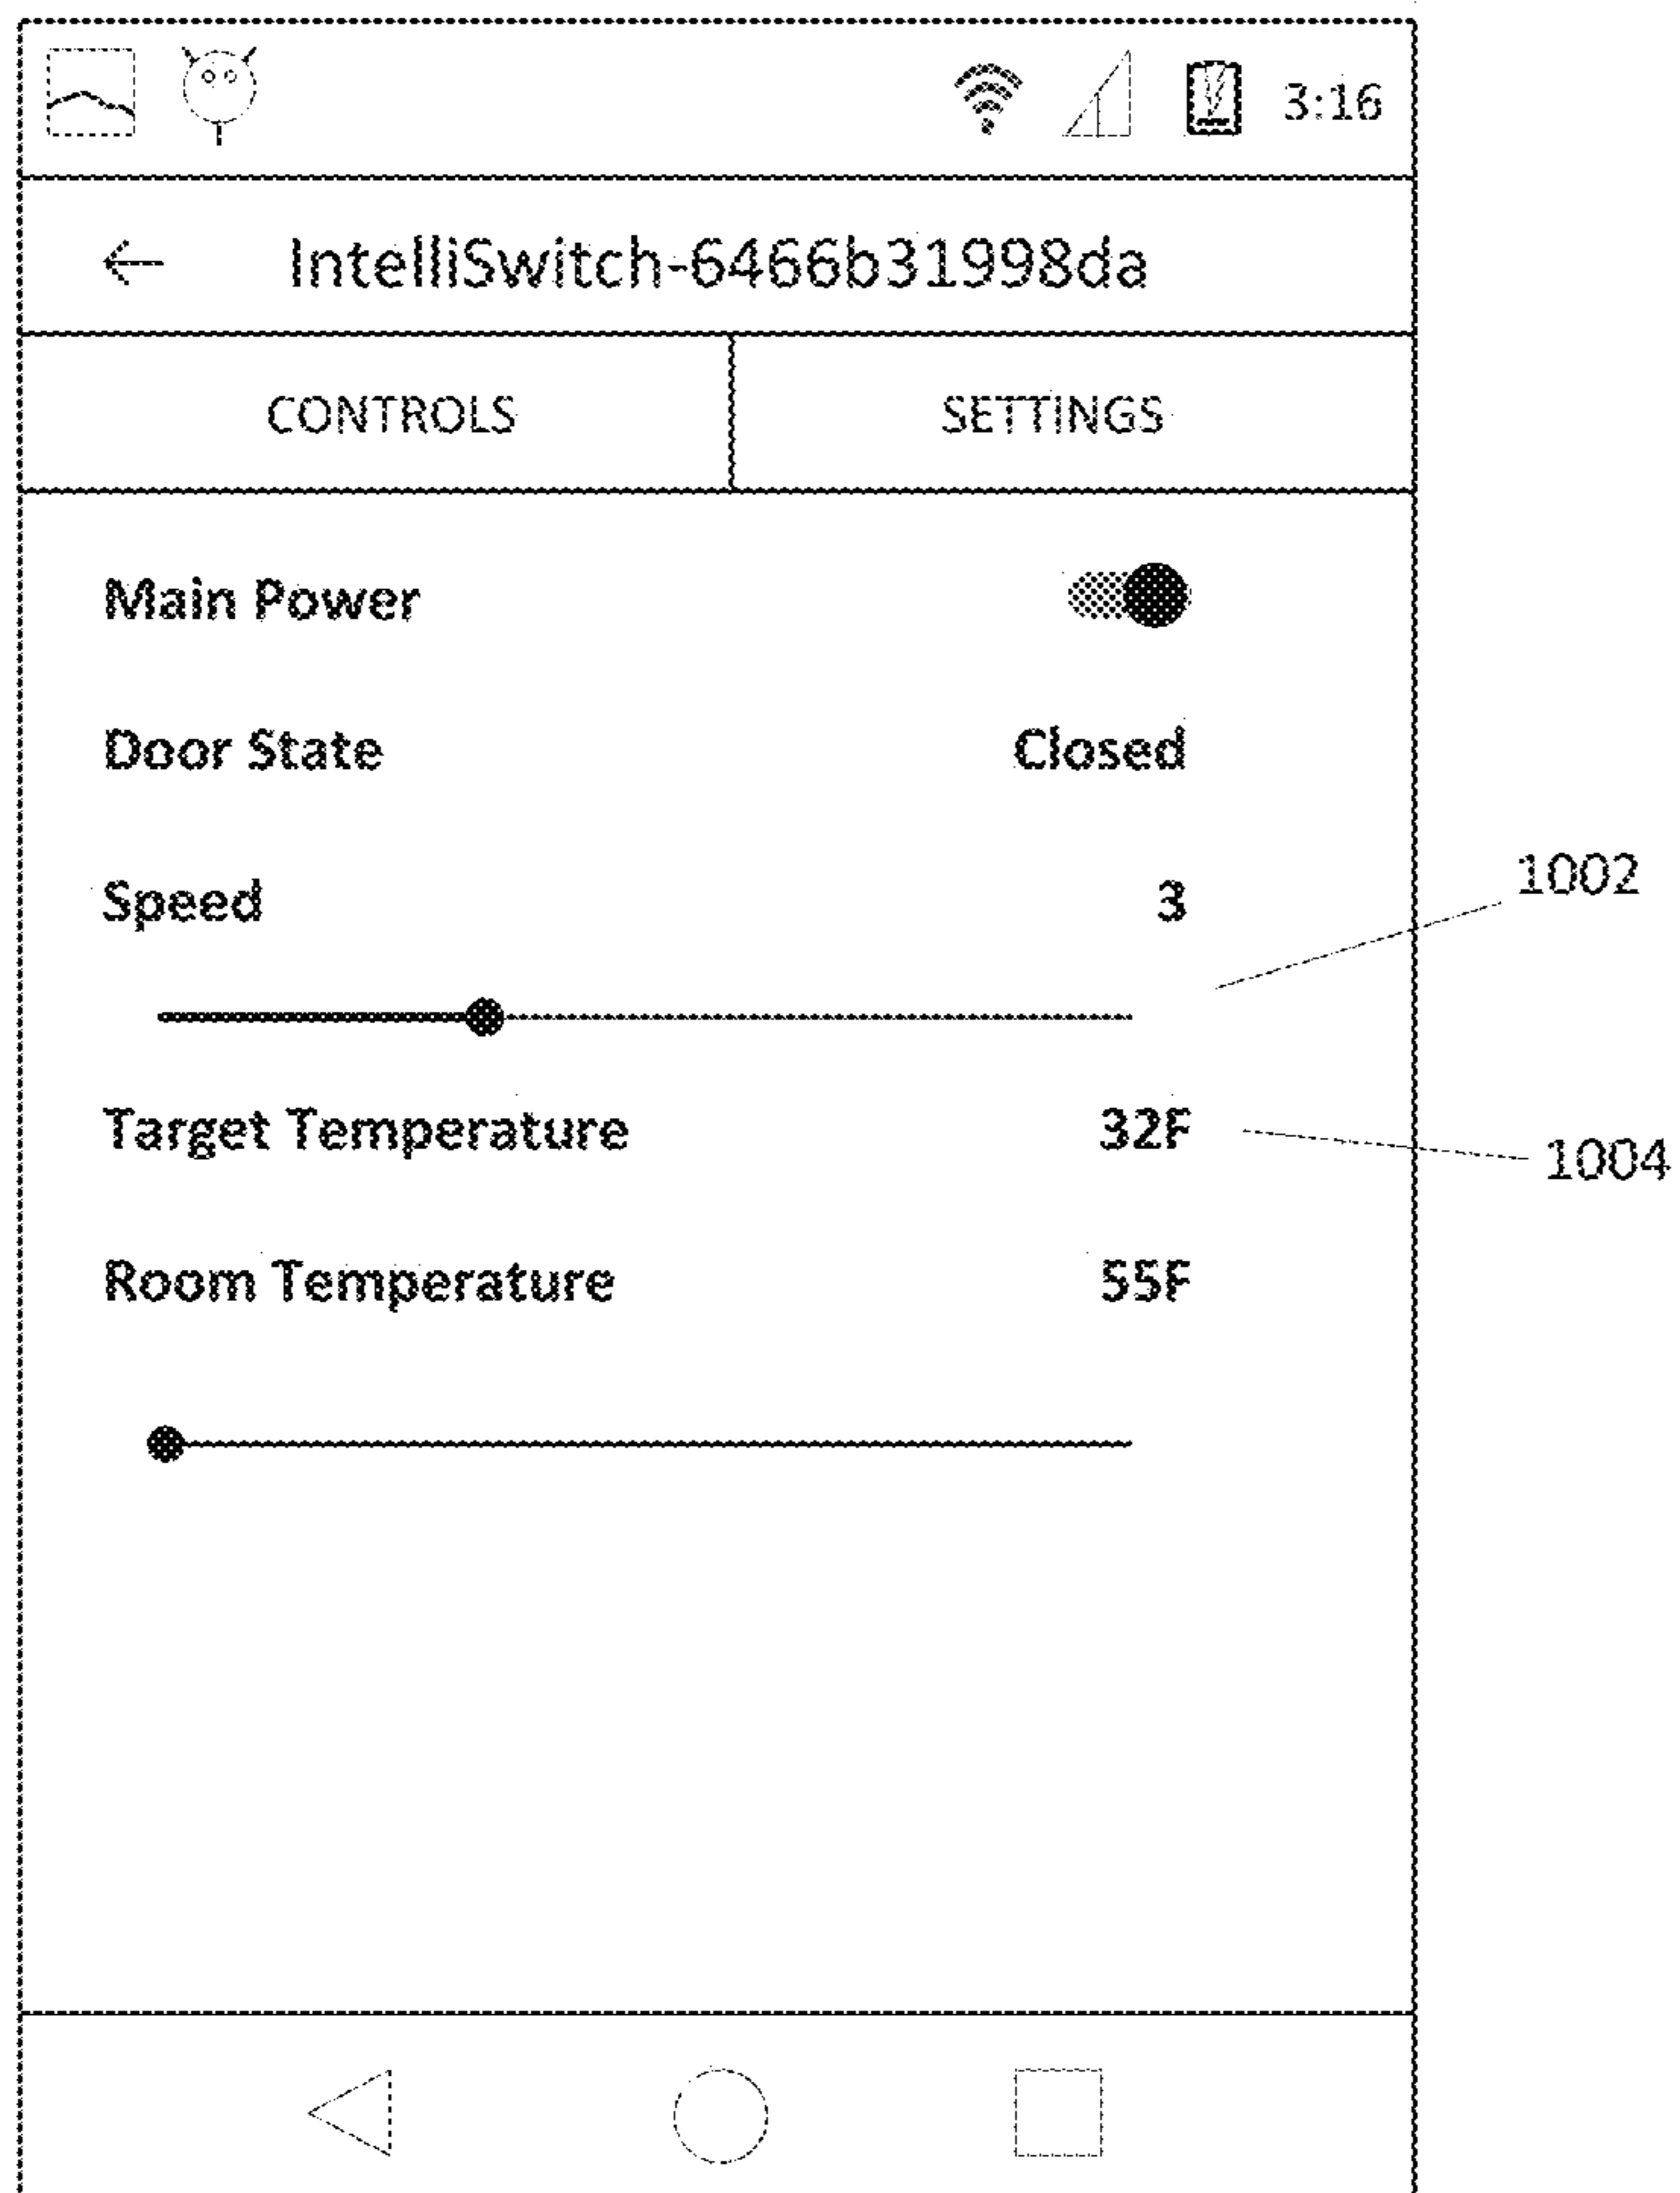 3:16
← IntelliSwitch-6466b31998da
CONTROLS SETTINGS
Main Power
Door State Closed
Speed 3
1002
Target Temperature 32F
1004
Room Temperature 55F